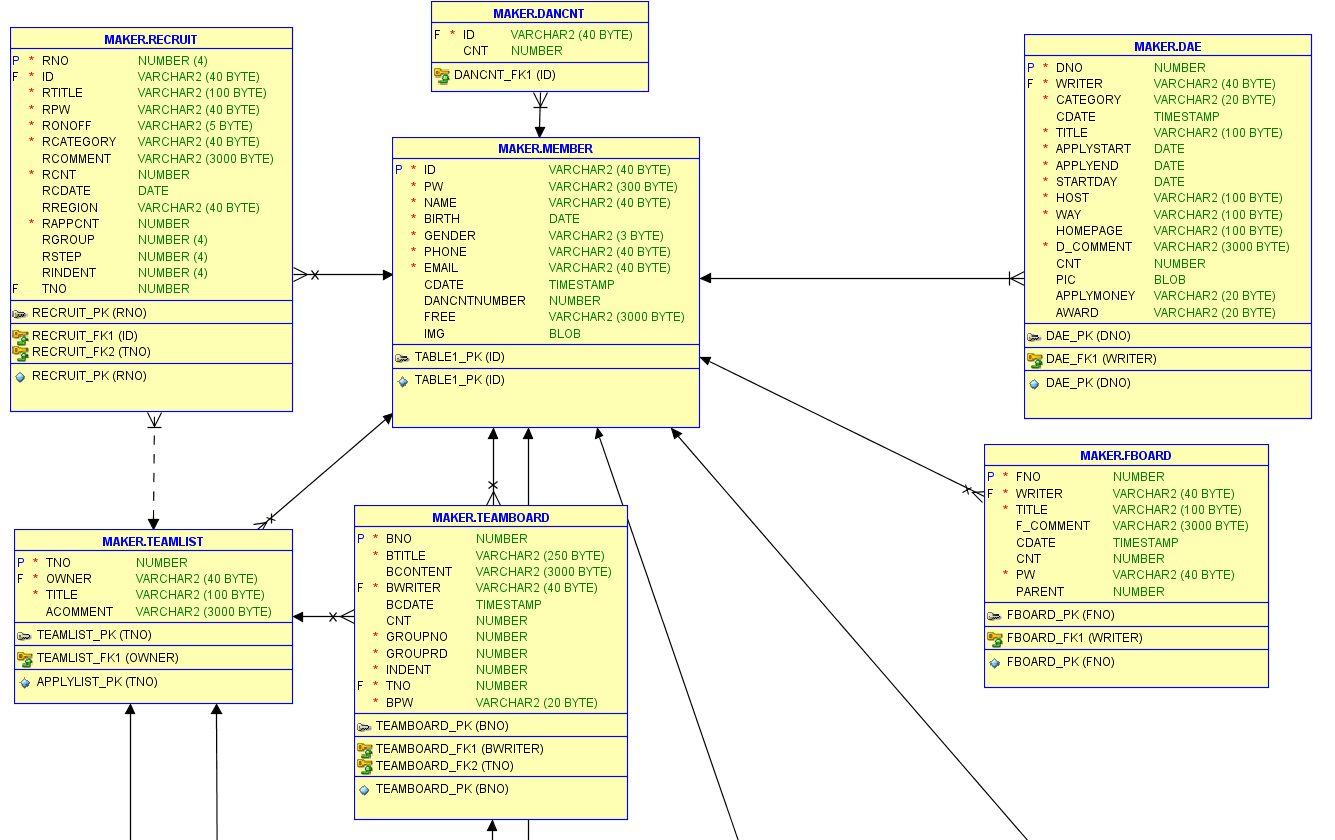 MAKER.DANCNT
F * ID VARCHAR2 (40 BYTE)
CNT NUMBER
DANCNT_FK1 (ID)
MAKER.RECRUIT
P * RNO NUMBER (4)
F * ID VARCHAR2 (40 BYTE)
* RTITLE VARCHAR2 (100 BYTE)
* RPW VARCHAR2 (40 BYTE)
* RONOFF VARCHAR2 (5 BYTE)
* RCATEGORY VARCHAR2 (40 BYTE)
RCOMMENT VARCHAR2 (3000 BYTE)
* RCNT NUMBER
RCDATE DATE
RREGION VARCHAR2 (40 BYTE)
* RAPPCNT NUMBER
RGROUP NUMBER (4)
RSTEP NUMBER (4)
RINDENT NUMBER (4)
F TNO NUMBER
RECRUIT_PK (RNO)
RECRUIT_FK1 (ID)
RECRUIT_FK2 (TNO)
RECRUIT_PK (RNO)
MAKER.MEMBER
P * ID VARCHAR2 (40 BYTE)
* PW VARCHAR2 (300 BYTE)
* NAME VARCHAR2 (40 BYTE)
* BIRTH DATE
* GENDER VARCHAR2 (3 BYTE)
* PHONE VARCHAR2 (40 BYTE)
* EMAIL VARCHAR2 (40 BYTE)
CDATE TIMESTAMP
DANCNTNUMBER NUMBER
FREE VARCHAR2 (3000 BYTE)
IMG BLOB
TABLE1_PK (ID)
TABLE1_PK (ID)
MAKER.DAE
P * DNO NUMBER
F * WRITER VARCHAR2 (40 BYTE)
* CATEGORY VARCHAR2 (20 BYTE)
CDATE TIMESTAMP
* TITLE VARCHAR2 (100 BYTE)
* APPLYSTART DATE
* APPLYEND DATE
* STARTDAY DATE
* HOST VARCHAR2 (100 BYTE)
* WAY VARCHAR2 (100 BYTE)
HOMEPAGE VARCHAR2 (100 BYTE)
* D_COMMENT VARCHAR2 (3000 BYTE)
CNT NUMBER
PIC BLOB
APPLYMONEY VARCHAR2 (20 BYTE)
AWARD VARCHAR2 (20 BYTE)
DAE_PK (DNO)
DAE_FK1 (WRITER)
DAE_PK (DNO)
MAKER.FBOARD
P * FNO NUMBER
F * WRITER VARCHAR2 (40 BYTE)
* TITLE VARCHAR2 (100 BYTE)
F_COMMENT VARCHAR2 (3000 BYTE)
CDATE TIMESTAMP
CNT NUMBER
* PW VARCHAR2 (40 BYTE)
PARENT NUMBER
FBOARD_PK (FNO)
FBOARD_FK1 (WRITER)
FBOARD_PK (FNO)
MAKER.TEAMLIST
P * TNO NUMBER
F * OWNER VARCHAR2 (40 BYTE)
* TITLE VARCHAR2 (100 BYTE)
ACOMMENT VARCHAR2 (3000 BYTE)
TEAMLIST_PK (TNO)
TEAMLIST_FK1 (OWNER)
APPLYLIST_PK (TNO)
MAKER.TEAMBOARD
P * BNO NUMBER
* BTITLE VARCHAR2 (250 BYTE)
BCONTENT VARCHAR2 (3000 BYTE)
F * BWRITER VARCHAR2 (40 BYTE)
BCDATE TIMESTAMP
CNT NUMBER
* GROUPNO NUMBER
* GROUPRD NUMBER
* INDENT NUMBER
F * TNO NUMBER
* BPW VARCHAR2 (20 BYTE)
TEAMBOARD_PK (BNO)
TEAMBOARD_FK1 (BWRITER)
TEAMBOARD_FK2 (TNO)
TEAMBOARD_PK (BNO)